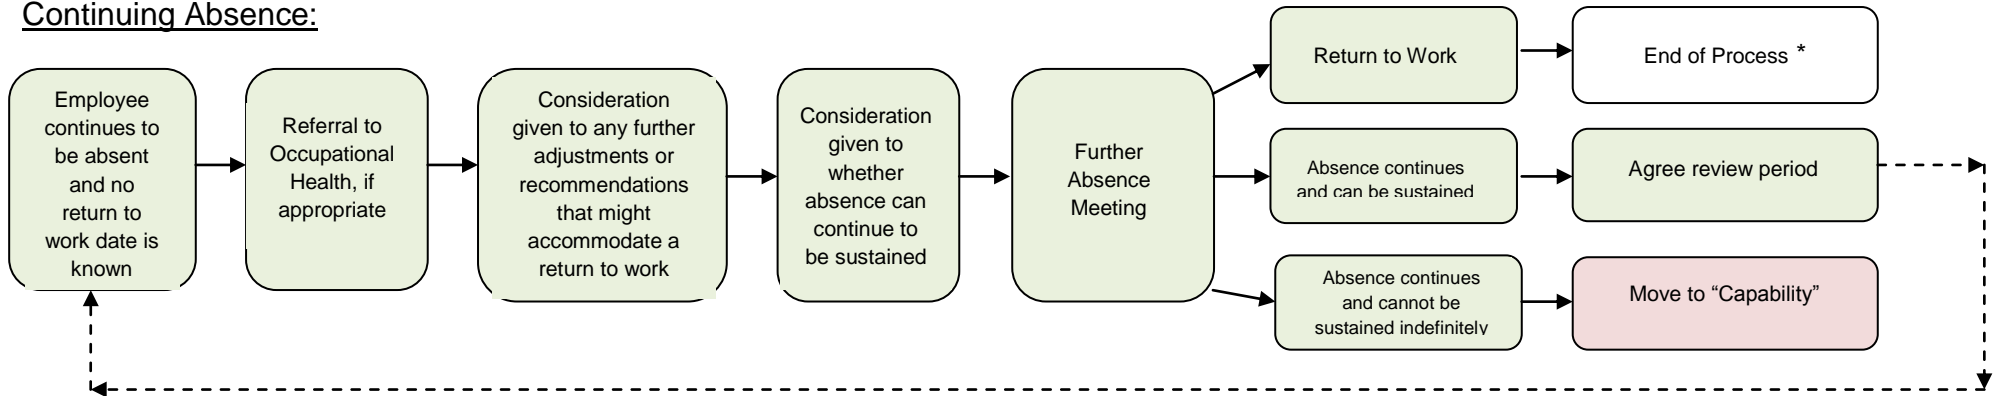 Continuing Absence:
Employee
continues to
be absent
and no
return to
work date is
known
Referral to
Occupational
Health, if
appropriate
Consideration
given to any further
adjustments or
recommendations
that might
accommodate a
return to work
Consideration
given to
whether
absence can
continue to
be sustained
Further
Absence
Meeting
Return to Work
End of Process *
Absence continues
and can be sustained
Agree review period
Absence continues
and cannot be
sustained indefinitely
Move to “Capability”